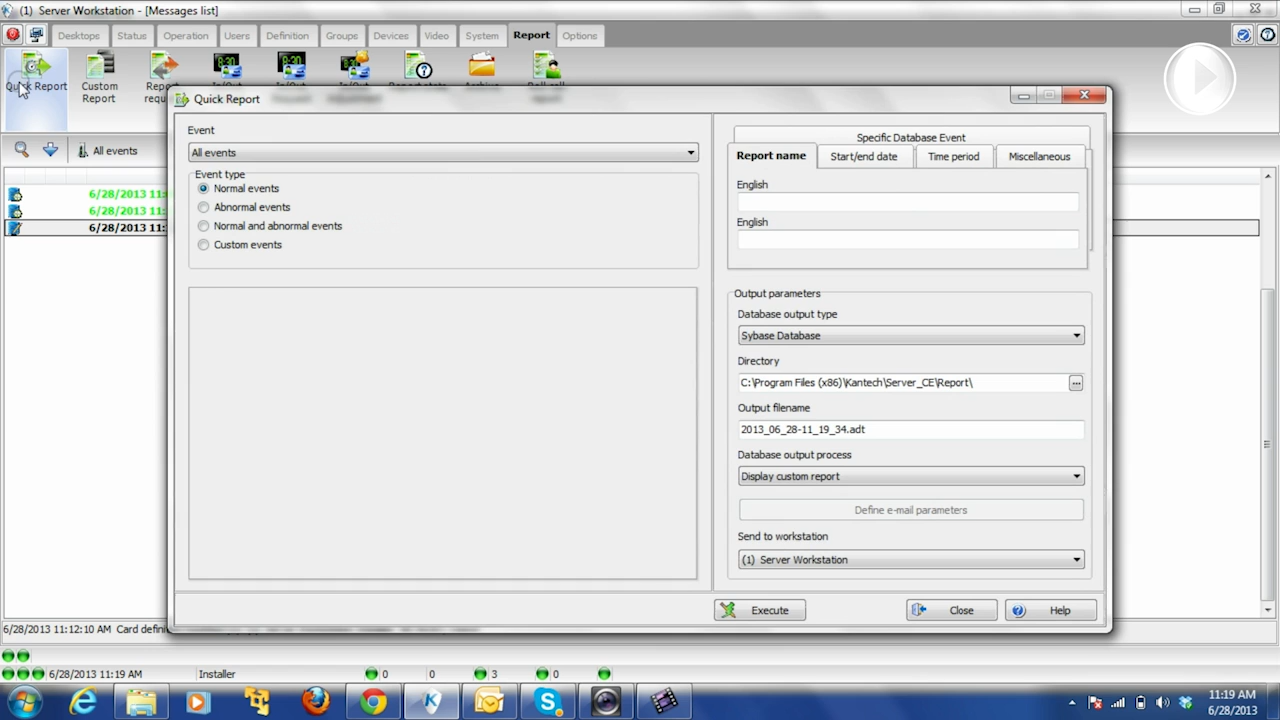 (1) Server Workstation - [Messages list]
Desktops Status Operation Users Definition Groups Devices Video System Report Options
Quick Report
Custom
Report
Quick Report
All events
6/28/2013 11:
6/28/2013 11:
6/28/2013 11:
Event
All events
Event type
Normal events
Abnormal events
Normal and abnormal events
Custom events
Specific Database Event
Report name Start/end date Time period Miscellaneous
English
English
Output parameters
Database output type
Sybase Database
Directory
C:\Program Files (x86)\Kantech\Server_CE\Report\
...
Output filename
2013_06_28-11_19_34.adt
Database output process
Display custom report
Define e-mail parameters
Send to workstation
(1) Server Workstation
Execute Close Help
6/28/2013 11:12:10 AM
6/28/2013 11:19 AM Installer 0 0 3 0
11:19 AM
6/28/2013